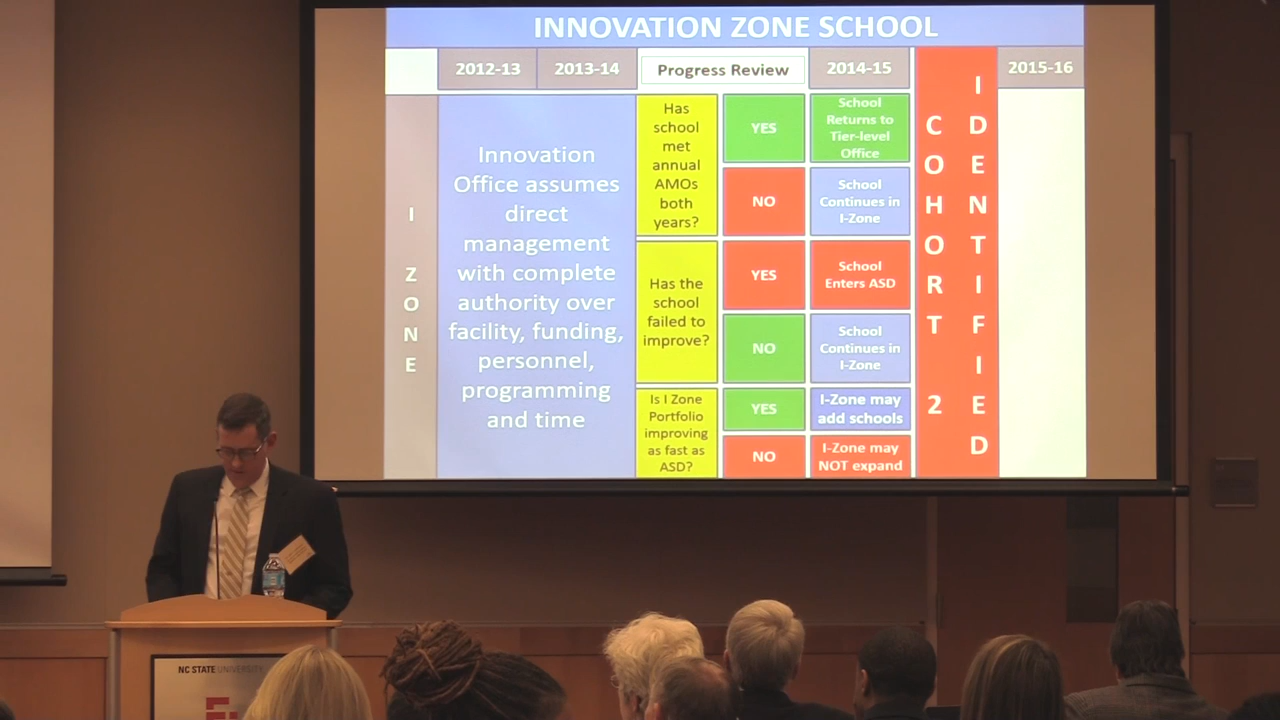 INNOVATION ZONE SCHOOL
2012-13
2013-14
Progress Review
2014-15
2015-16
I
Z
O
N
E
Innovation
Office assumes
direct
management
with complete
authority over
facility, funding,
personnel,
programming
and time
Has
school
met
annual
AMOs
both
years?
YES
School
Returns to
Tier-level
Office
NO
School
Continues in
I-Zone
Has the
school
failed to
improve?
YES
School
Enters ASD
NO
School
Continues in
I-Zone
Is I Zone
Portfolio
improving
as fast as
ASD?
YES
I-Zone may
add schools
NO
I-Zone may
NOT expand
C
O
H
O
R
T
2
I
D
E
N
T
I
F
I
E
D
NC STATE UNIVERSITY